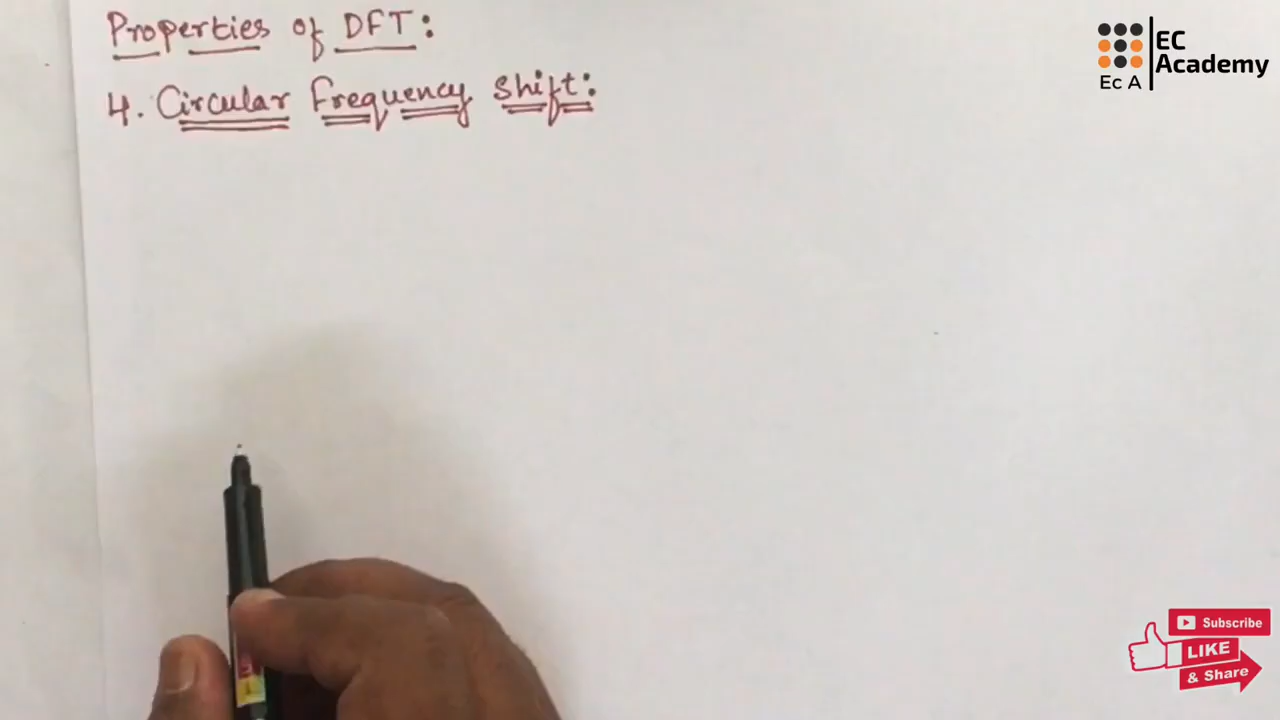 Properties of DFT:
4. Circular frequency shift:
EC
Academy
Ec A
Subscribe
LIKE
& Share